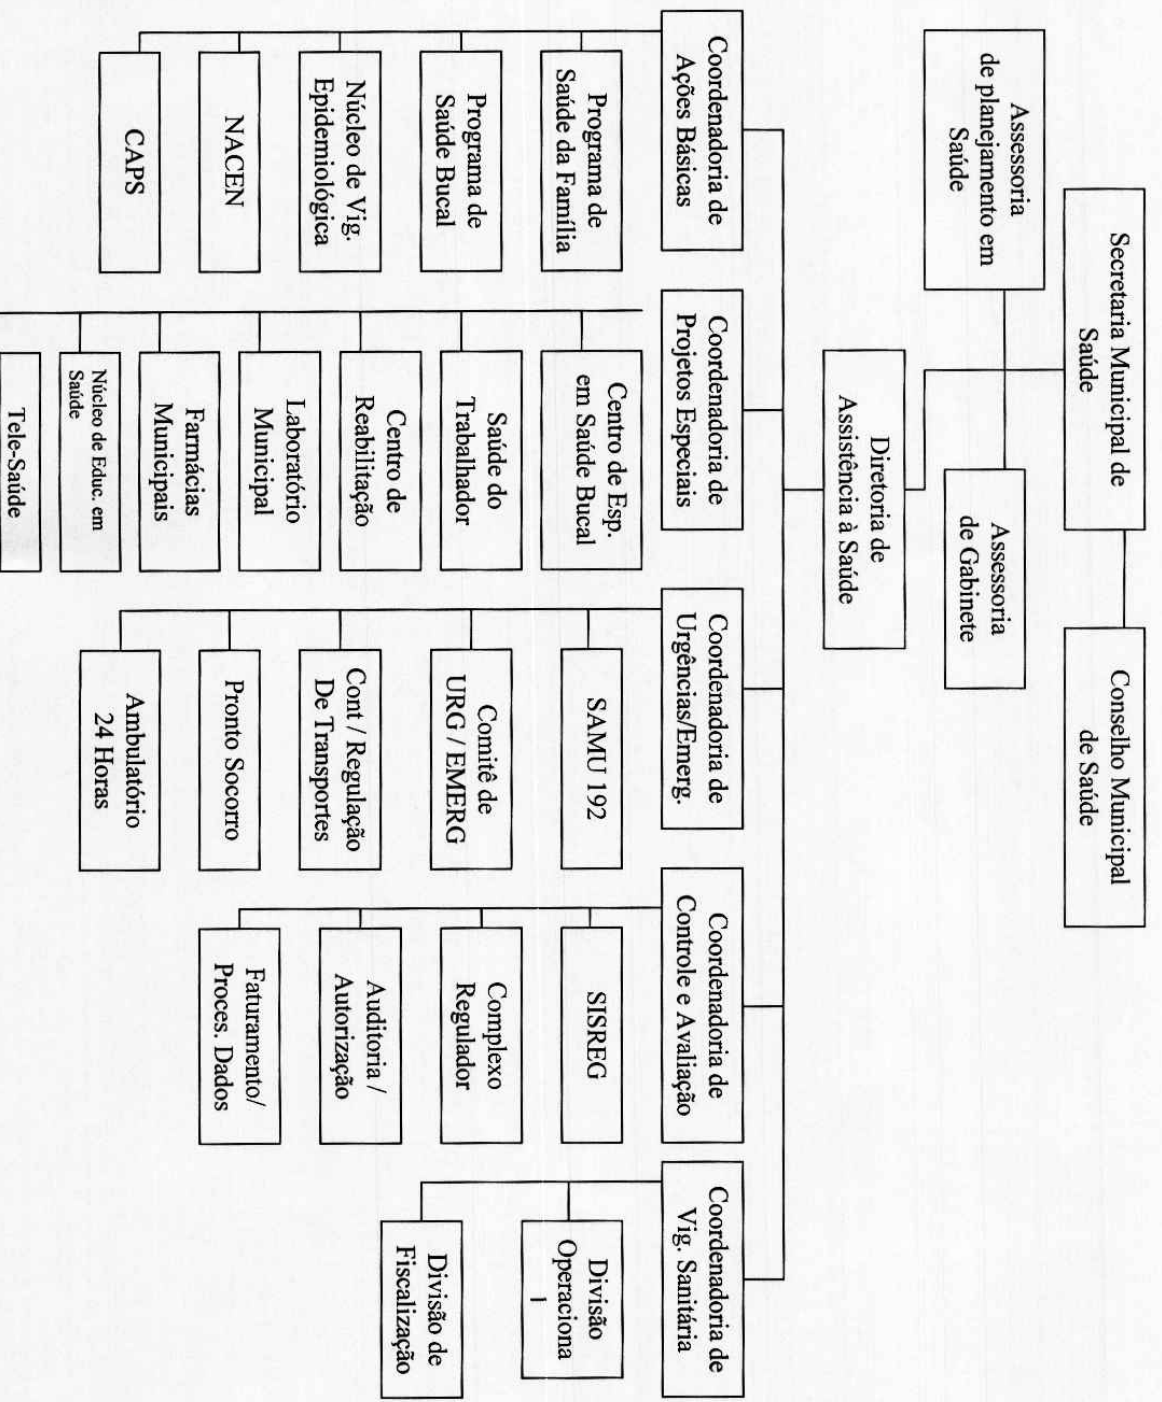 Secretaria Municipal de
Saúde
Conselho Municipal
de Saúde
Assessoria
de planejamento em
Saúde
Assessoria
de Gabinete
Diretoria de
Assistência à Saúde
Coordenadoria de
Ações Básicas
Coordenadoria de
Projetos Especiais
Coordenadoria de
Urgências/Emerg.
Coordenadoria de
Controle e Avaliação
Coordenadoria de
Vig. Sanitária
Programa de
Saúde da Família
Programa de
Saúde Bucal
Núcleo de Vig.
Epidemiológica
NACEN
CAPS
Centro de Esp.
em Saúde Bucal
Saúde do
Trabalhador
Centro de
Reabilitação
Laboratório
Municipal
Farmácias
Municipais
Núcleo de Educ. em
Saúde
Tele-Saúde
SAMU 192
Comitê de
URG / EMERG
Cont / Regulação
De Transportes
Pronto Socorro
Ambulatório
24 Horas
SISREG
Complexo
Regulador
Auditoria /
Autorização
Faturamento/
Proces. Dados
Divisão
Operaciona
l
Divisão de
Fiscalização